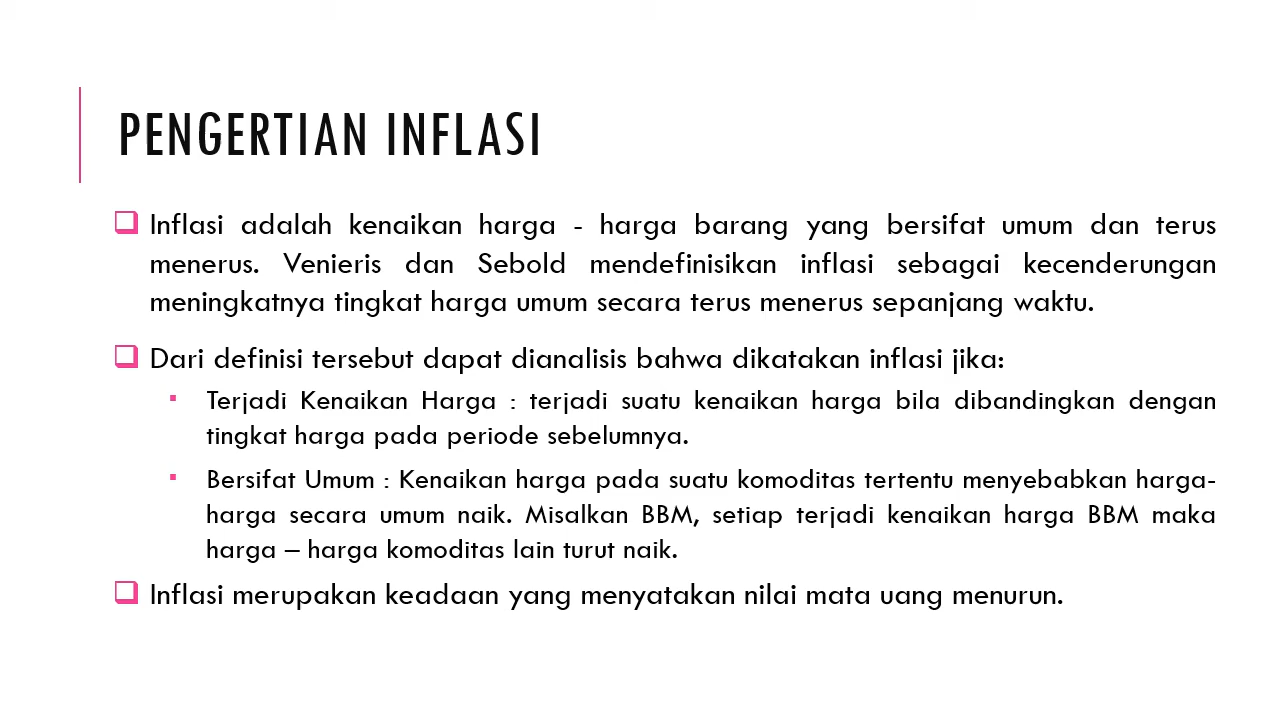 PENGERTIAN INFLASI
Inflasi adalah kenaikan harga - harga barang yang bersifat umum dan terus
menerus. Venieris dan Sebold mendefinisikan inflasi sebagai kecenderungan
meningkatnya tingkat harga umum secara terus menerus sepanjang waktu.
Dari definisi tersebut dapat dianalisis bahwa dikatakan inflasi jika:
Terjadi Kenaikan Harga : terjadi suatu kenaikan harga bila dibandingkan dengan
tingkat harga pada periode sebelumnya.
Bersifat Umum : Kenaikan harga pada suatu komoditas tertentu menyebabkan harga-
harga secara umum naik. Misalkan BBM, setiap terjadi kenaikan harga BBM maka
harga – harga komoditas lain turut naik.
Inflasi merupakan keadaan yang menyatakan nilai mata uang menurun.